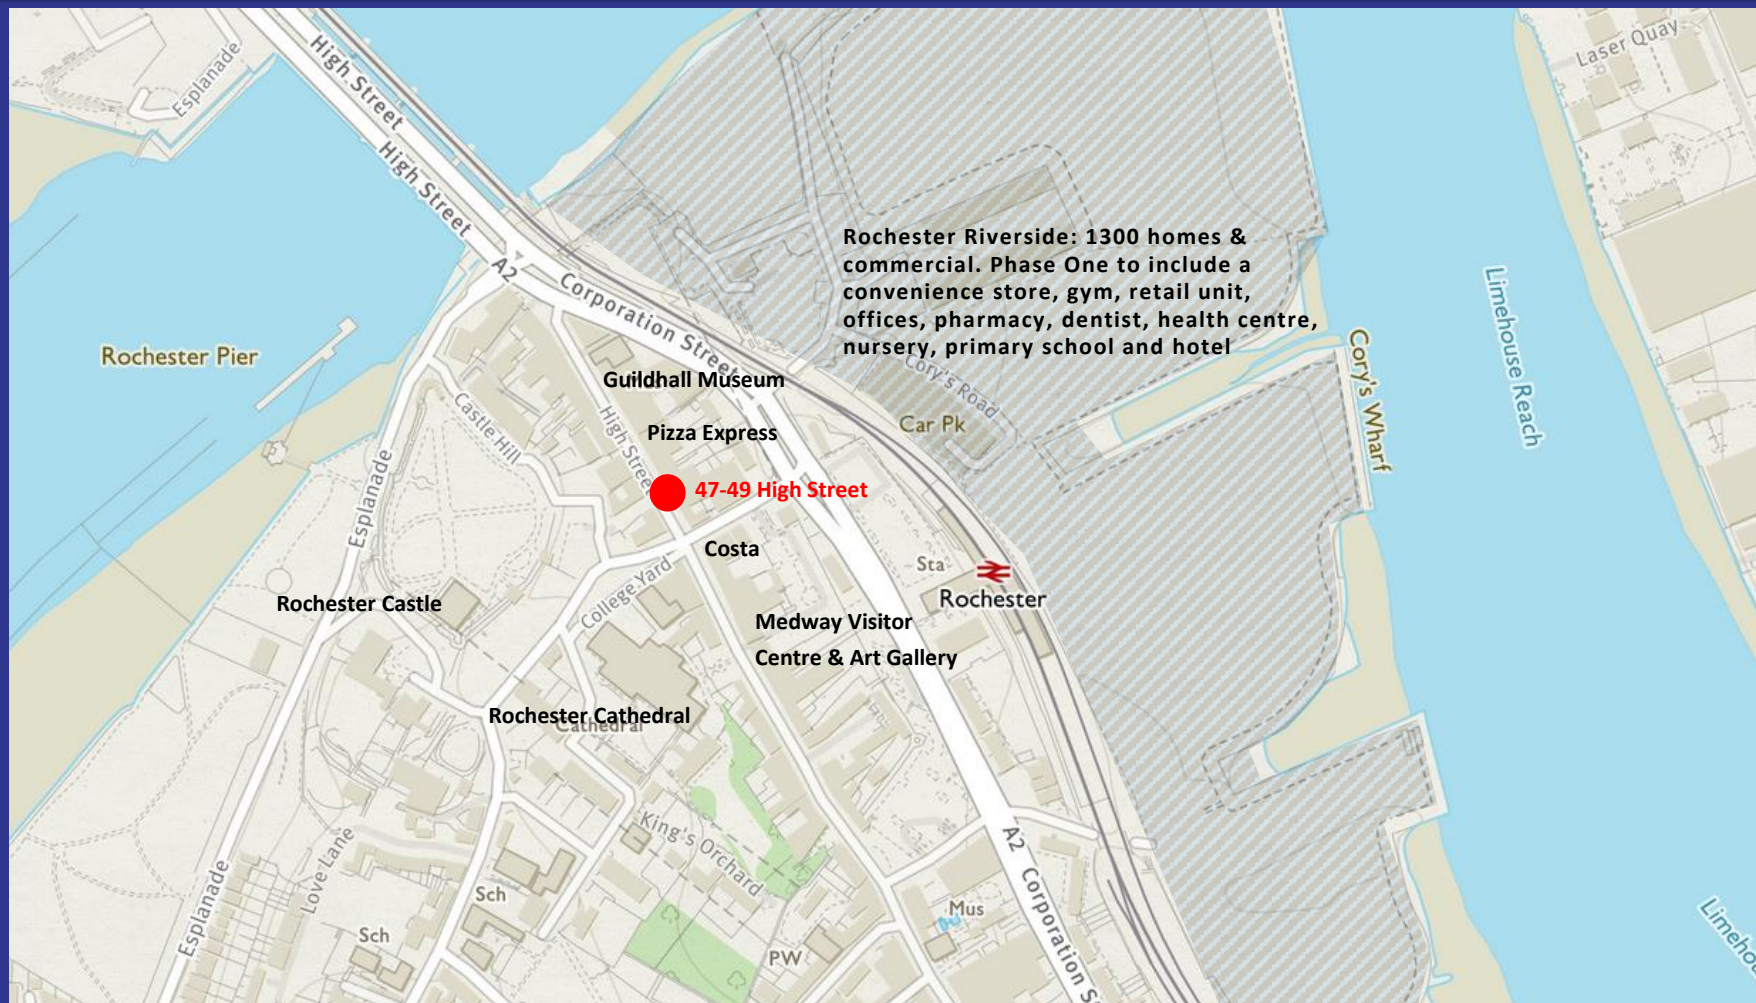 High Street
Esplanade
Laser Quay
High Street
A2
Corporation Street
Rochester Riverside: 1300 homes &
commercial. Phase One to include a
convenience store, gym, retail unit,
offices, pharmacy, dentist, health centre,
nursery, primary school and hotel
Limehouse Reach
Rochester Pier
Cory's Wharf
Guildhall Museum
Cory's Road
Castle Hill
High Street
Pizza Express
Car Pk
47-49 High Street
Esplanade
Costa
College Yard
Sta
Rochester
Rochester Castle
Medway Visitor
Centre & Art Gallery
Rochester Cathedral
Cathedral
King's Orchard
Love Lane
A2
Corporation S
Esplanade
Sch
Mus
Sch
PW
Limehou